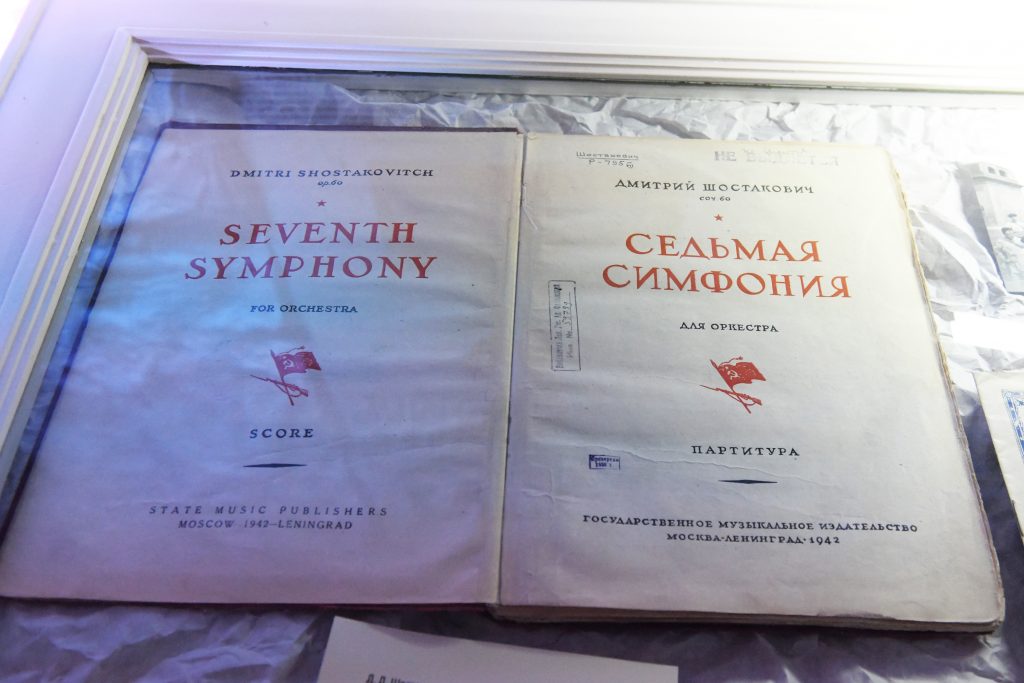 DMITRI SHOSTAKOVITCH
op.60
SEVENTH
SYMPHONY
FOR ORCHESTRA
SCORE
STATE MUSIC PUBLISHERS
MOSCOW 1942—LENINGRAD
Шостакович
НЕ ВЫДАЕТСЯ
ДМИТРИЙ ШОСТАКОВИЧ
соч.60
СЕДЬМАЯ
СИМФОНИЯ
ДЛЯ ОРКЕСТРА
ПАРТИТУРА
ГОСУДАРСТВЕННОЕ МУЗЫКАЛЬНОЕ ИЗДАТЕЛЬСТВО
МОСКВА-ЛЕНИНГРАД·1942